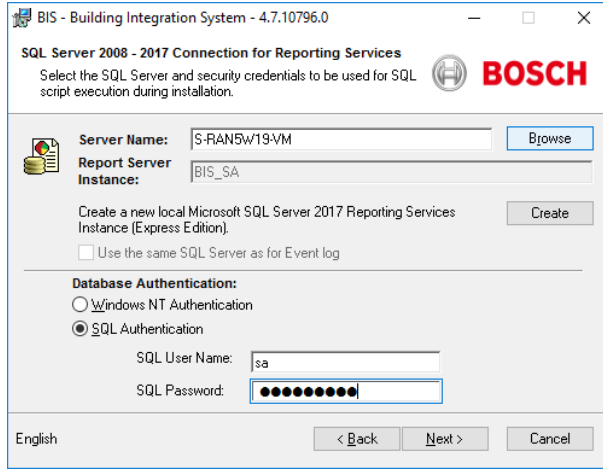 BIS - Building Integration System - 4.7.10796.0
SQL Server 2008 - 2017 Connection for Reporting Services
Select the SQL Server and security credentials to be used for SQL
script execution during installation.
BOSCH
Server Name: S-RAN5W19-VM Browse
Report Server
Instance: BIS_SA
Create a new local Microsoft SQL Server 2017 Reporting Services
Instance (Express Edition). Create
Use the same SQL Server as for Event log
Database Authentication:
Windows NT Authentication
SQL Authentication
SQL User Name: sa
SQL Password: ●●●●●●●●●
English < Back Next > Cancel